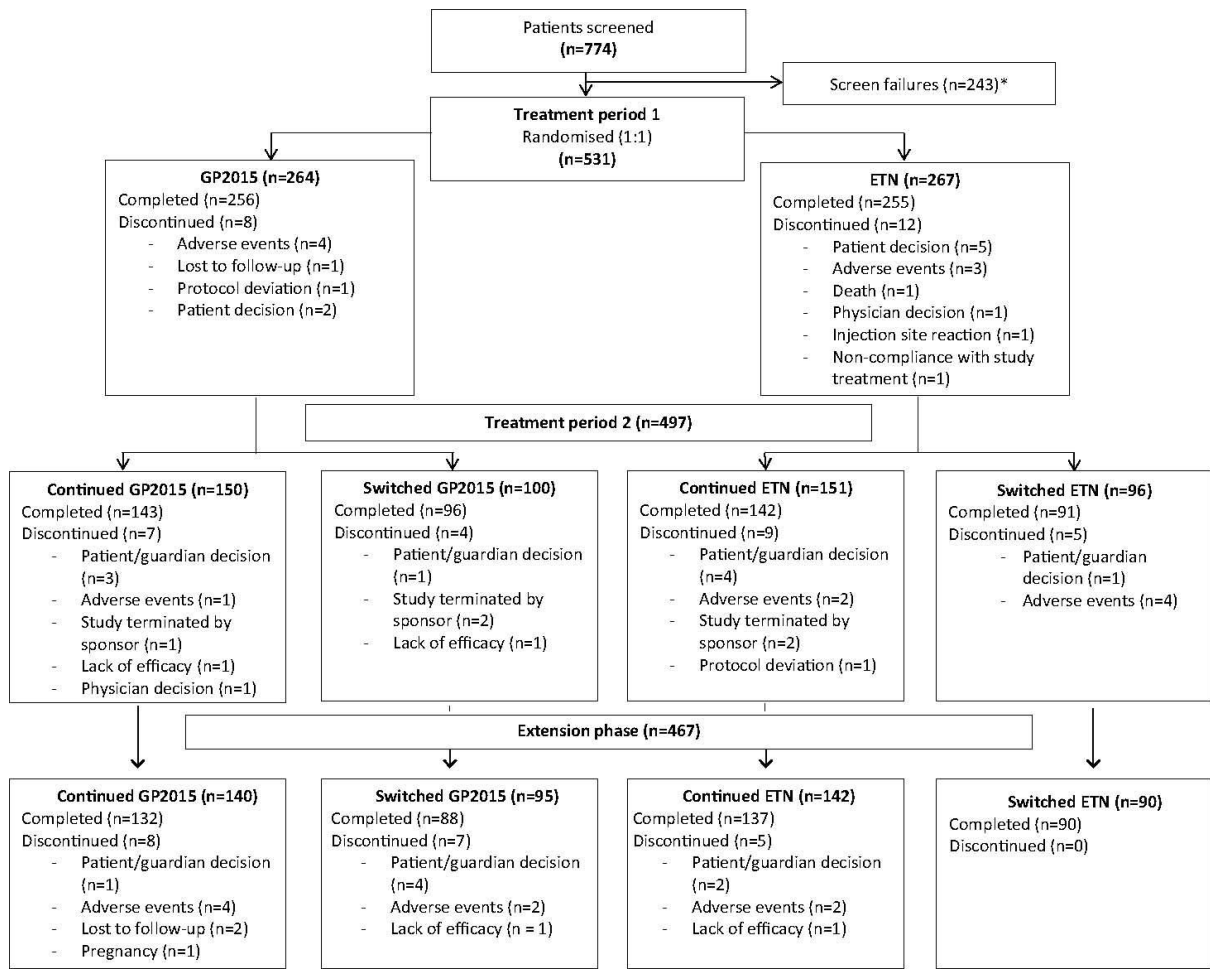 Patients screened
(n=774)
Screen failures (n=243)*
Treatment period 1
Randomised (1:1)
(n=531)
GP2015 (n=264)
Completed (n=256)
Discontinued (n=8)
- Adverse events (n=4)
- Lost to follow-up (n=1)
- Protocol deviation (n=1)
- Patient decision (n=2)
ETN (n=267)
Completed (n=255)
Discontinued (n=12)
- Patient decision (n=5)
- Adverse events (n=3)
- Death (n=1)
- Physician decision (n=1)
- Injection site reaction (n=1)
- Non-compliance with study
treatment (n=1)
Treatment period 2 (n=497)
Continued GP2015 (n=150)
Completed (n=143)
Discontinued (n=7)
- Patient/guardian decision
(n=3)
- Adverse events (n=1)
- Study terminated by
sponsor (n=1)
- Lack of efficacy (n=1)
- Physician decision (n=1)
Switched GP2015 (n=100)
Completed (n=96)
Discontinued (n=4)
- Patient/guardian decision
(n=1)
- Study terminated by
sponsor (n=2)
- Lack of efficacy (n=1)
Continued ETN (n=151)
Completed (n=142)
Discontinued (n=9)
- Patient/guardian decision
(n=4)
- Adverse events (n=2)
- Study terminated by
sponsor (n=2)
- Protocol deviation (n=1)
Switched ETN (n=96)
Completed (n=91)
Discontinued (n=5)
- Patient/guardian
decision (n=1)
- Adverse events (n=4)
Extension phase (n=467)
Continued GP2015 (n=140)
Completed (n=132)
Discontinued (n=8)
- Patient/guardian decision
(n=1)
- Adverse events (n=4)
- Lost to follow-up (n=2)
- Pregnancy (n=1)
Switched GP2015 (n=95)
Completed (n=88)
Discontinued (n=7)
- Patient/guardian decision
(n=4)
- Adverse events (n=2)
- Lack of efficacy (n = 1)
Continued ETN (n=142)
Completed (n=137)
Discontinued (n=5)
- Patient/guardian decision
(n=2)
- Adverse events (n=2)
- Lack of efficacy (n=1)
Switched ETN (n=90)
Completed (n=90)
Discontinued (n=0)